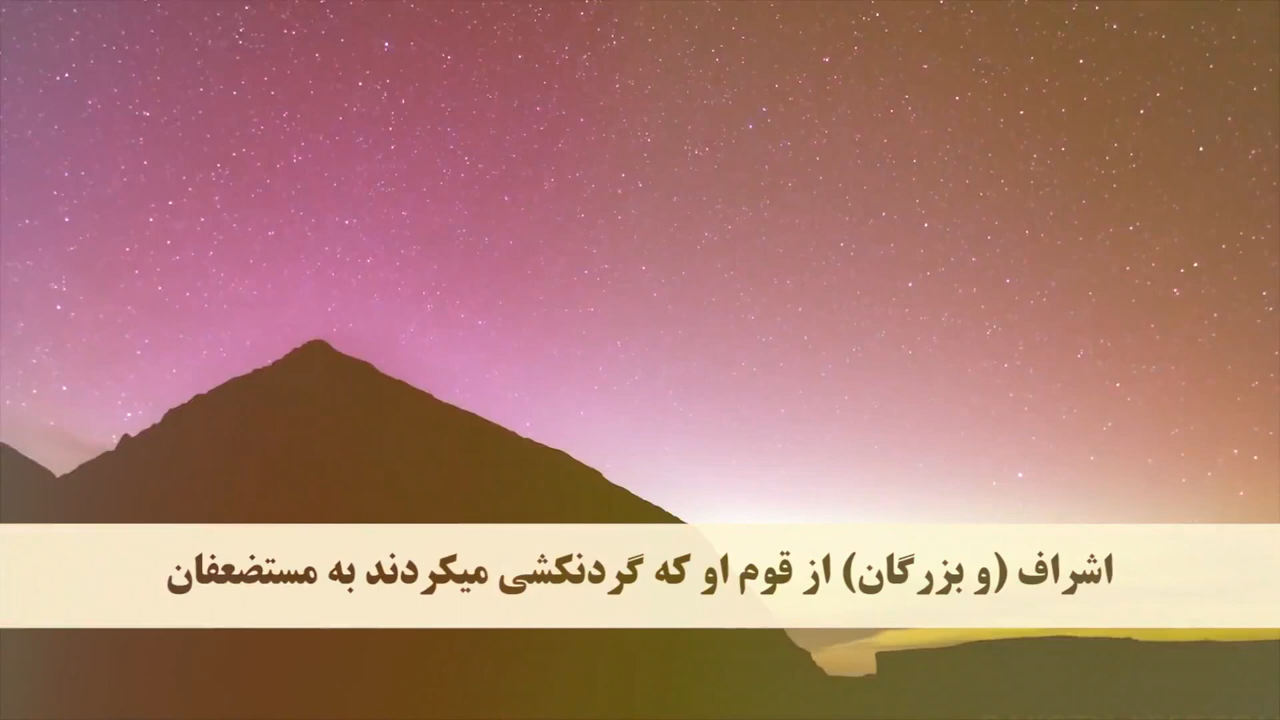 اشراف (و بزرگان) از قوم او که گردنکشی میکردند به مستضعفان